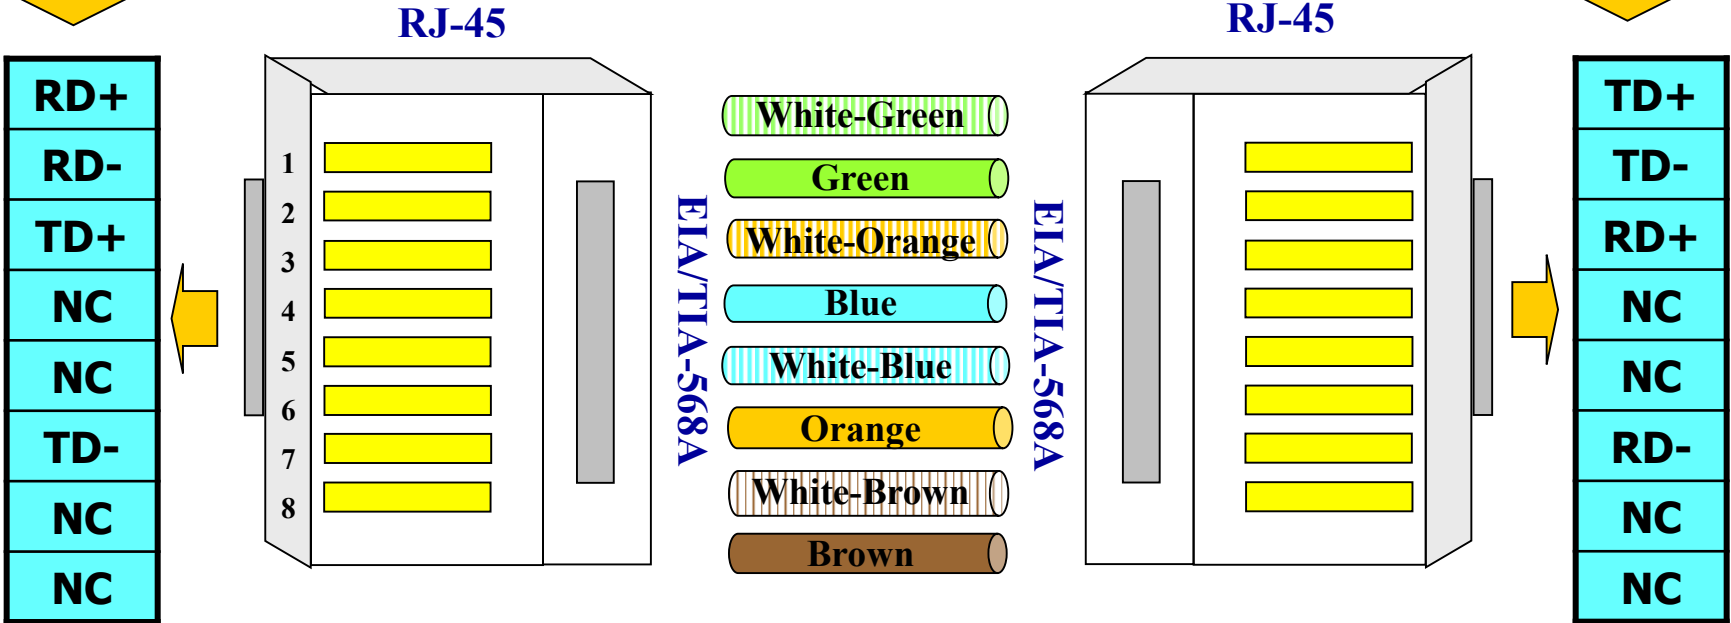 RJ-45
RJ-45
RD+
RD-
TD+
NC
NC
TD-
NC
NC
1
2
3
4
5
6
7
8
EIA/TIA-568A
White-Green
Green
White-Orange
Blue
White-Blue
Orange
White-Brown
Brown
EIA/TIA-568A
TD+
TD-
RD+
NC
NC
RD-
NC
NC